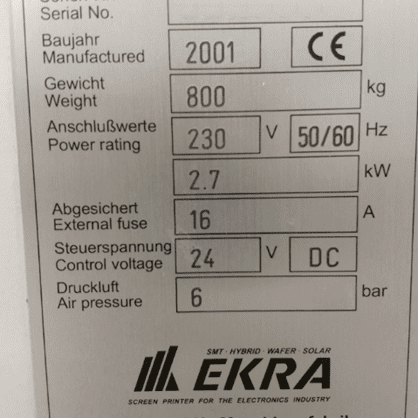 Serial No.
Baujahr
Manufactured 2001 CE
Gewicht
Weight 800 kg
Anschlußwerte
Power rating 230 V 50/60 Hz
2.7 kW
Abgesichert
External fuse 16 A
Steuerspannung
Control voltage 24 V DC
Druckluft
Air pressure 6 bar
SMT · HYBRID · WAFER · SOLAR
EKRA
SCREEN PRINTER FOR THE ELECTRONICS INDUSTRY